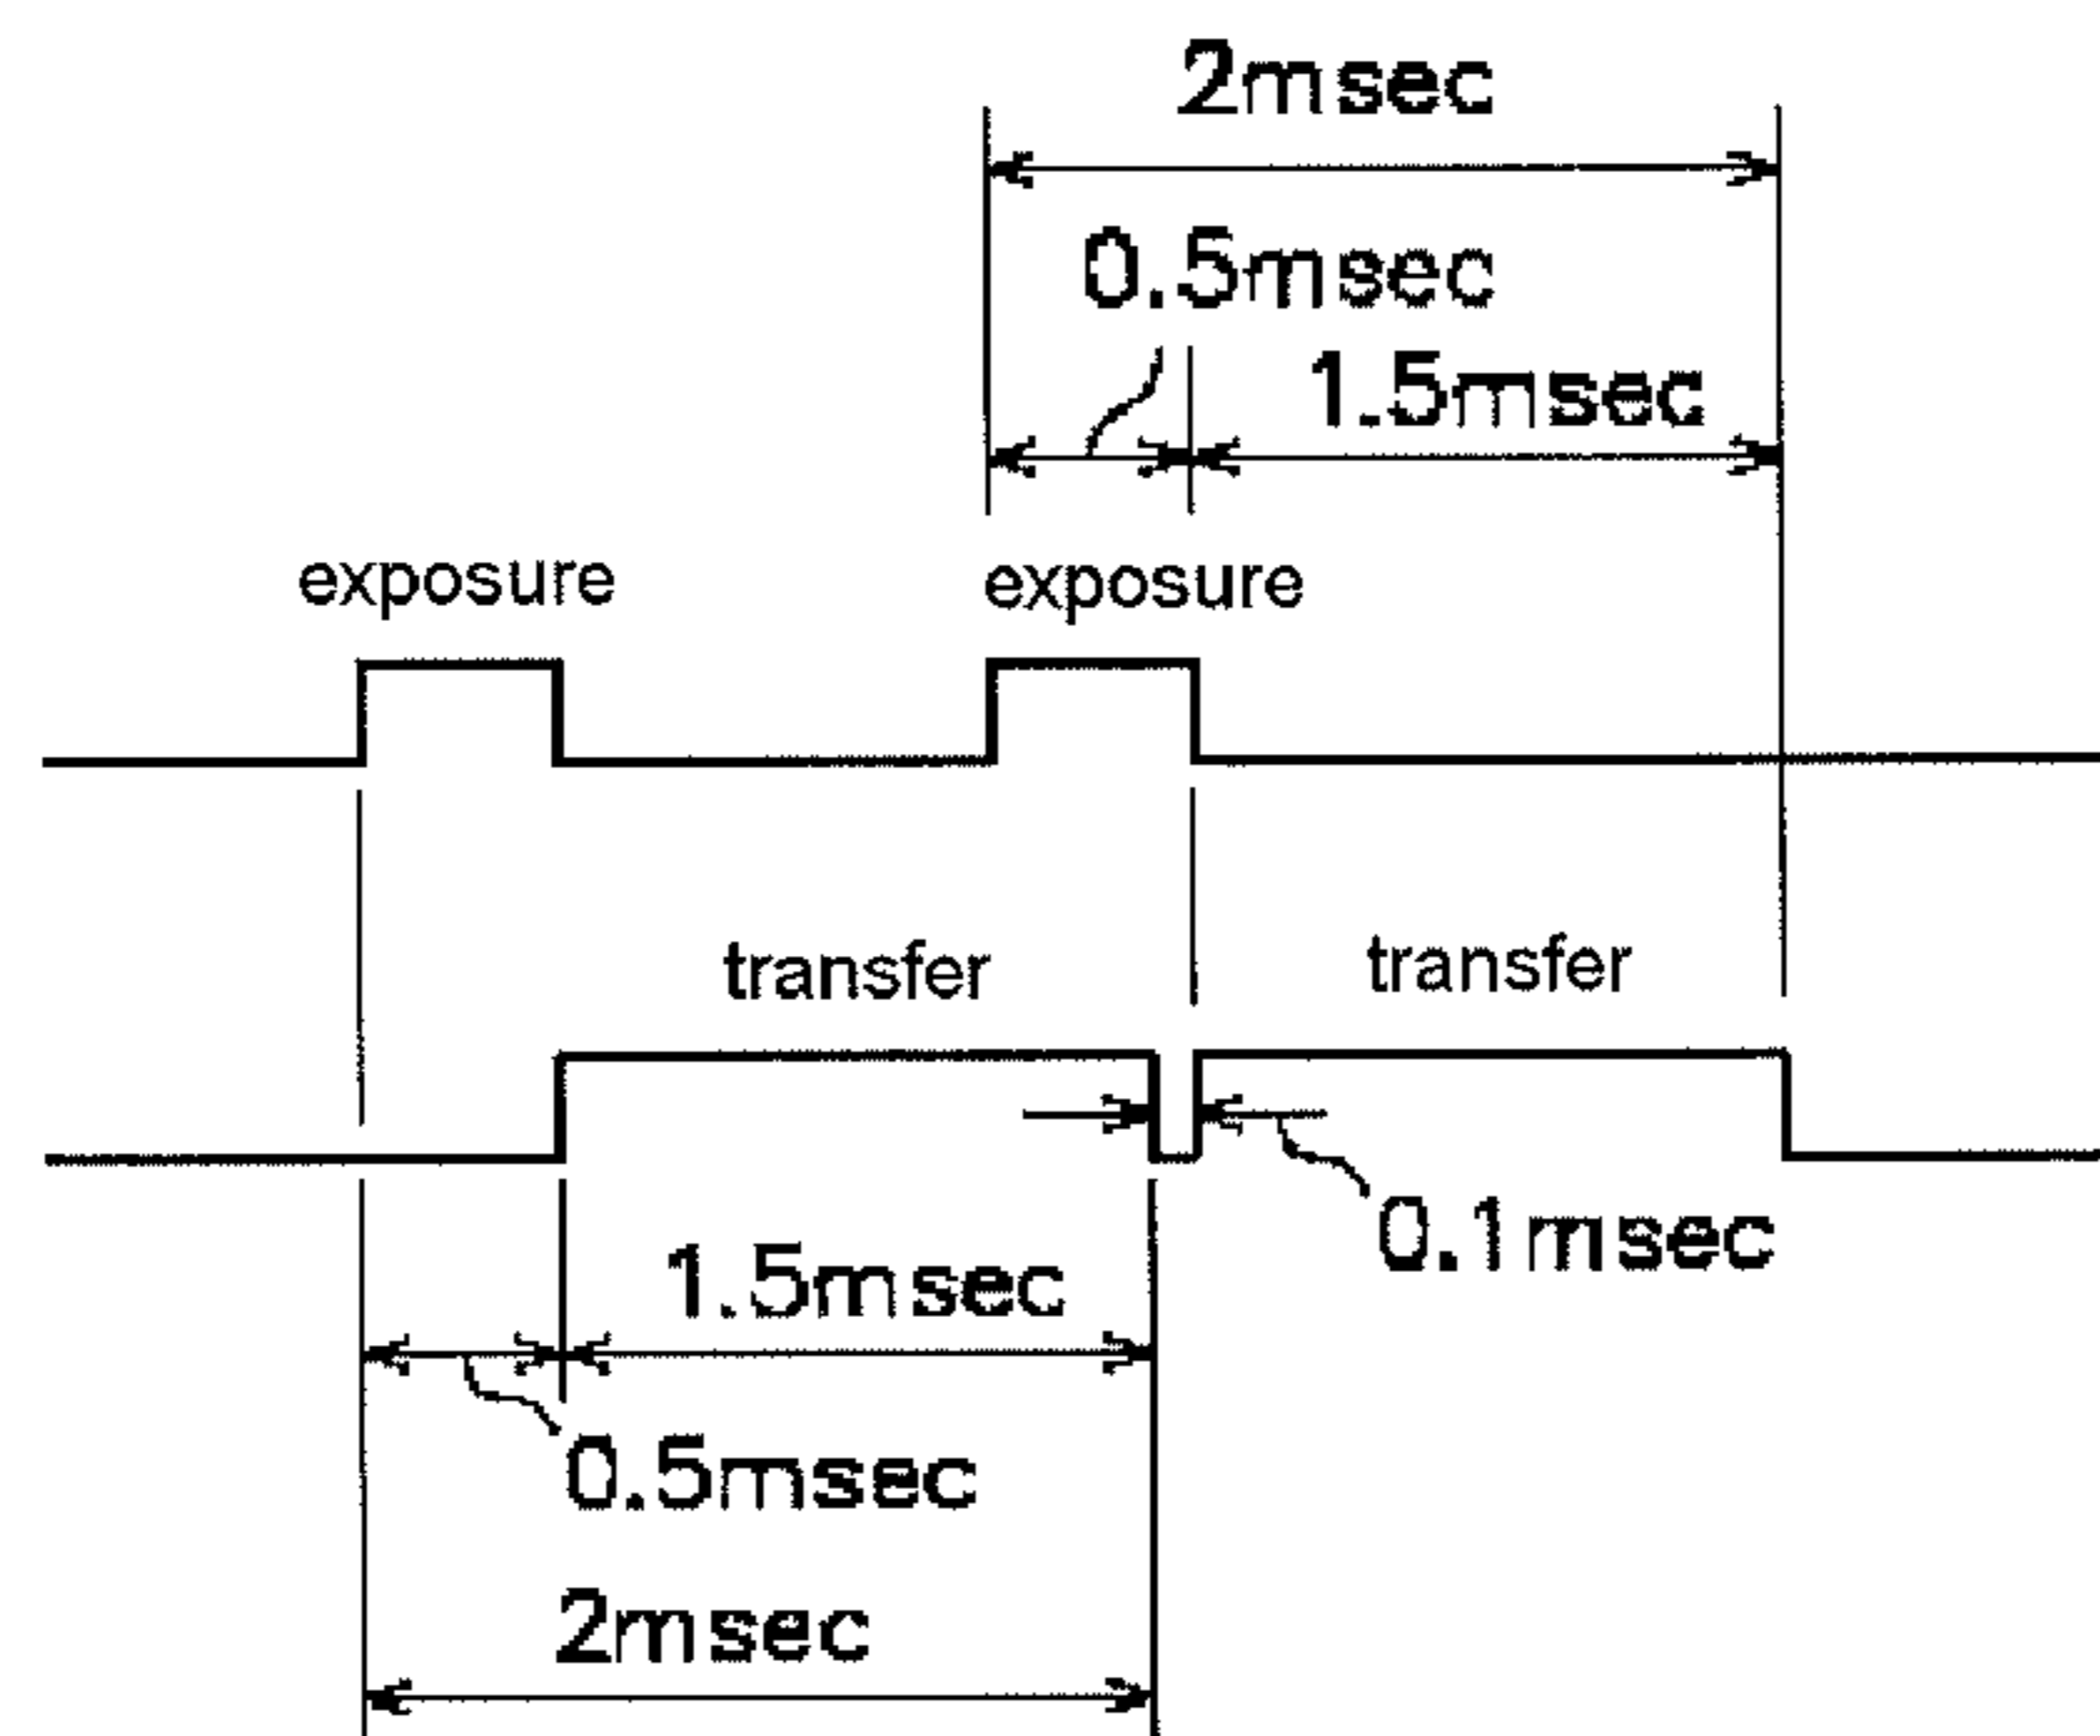 2msec
0.5msec
1.5msec
exposure exposure
transfer transfer
0.1msec
1.5msec
0.5msec
2msec